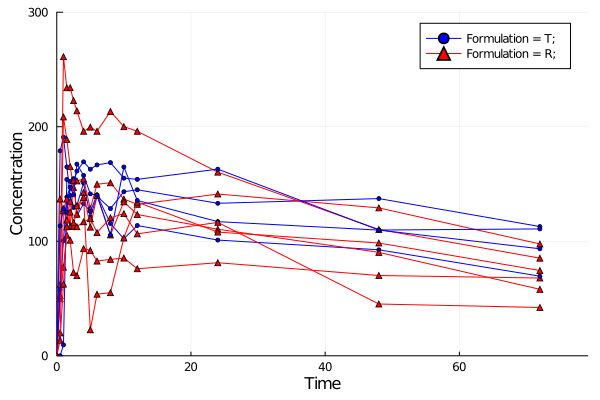 300
Formulation = T;
Formulation = R;
200
Concentration
100
0
0
20
40
60
Time